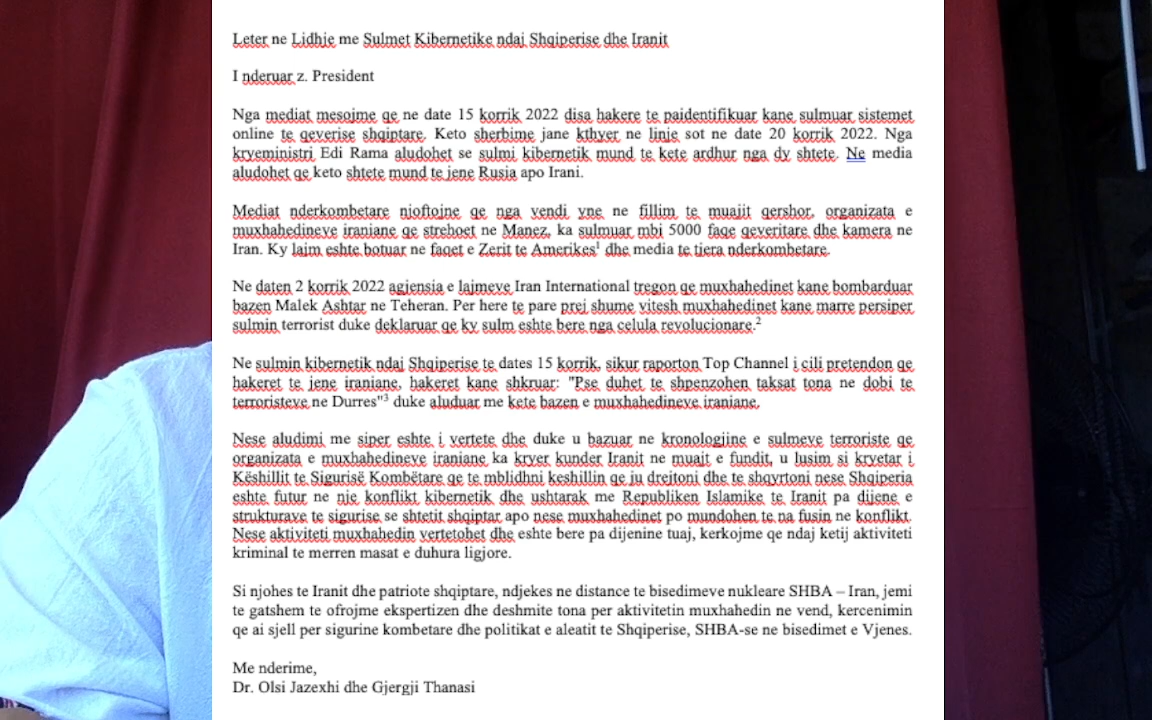 Leter ne Lidhje me Sulmet Kibernetike ndaj Shqiperise dhe Iranit
I nderuar z. President
Nga mediat mesojme qe ne date 15 korrik 2022 disa hakere te paidentifikuar kane sulmuar sistemet
online te qeverise shqiptare. Keto sherbime jane kthyer ne linje sot ne date 20 korrik 2022. Nga
kryeministri Edi Rama aludohet se sulmi kibernetik mund te kete ardhur nga dy shtete. Ne media
aludohet qe keto shtete mund te jene Rusia apo Irani.
Mediat nderkombetare njoftojne qe nga vendi yne ne fillim te muajit qershor, organizata e
muxhahedineve iraniane qe strehoet ne Manez, ka sulmuar mbi 5000 faqe qeveritare dhe kamera ne
Iran. Ky lajm eshte botuar ne faqet e Zerit te Amerikes¹ dhe media te tjera nderkombetare.
Ne daten 2 korrik 2022 agjensia e lajmeve Iran International tregon qe muxhahedinet kane bombarduar
bazen Malek Ashtar ne Teheran. Per here te pare prej shume vitesh muxhahedinet kane marre persiper
sulmin terrorist duke deklaruar qe ky sulm eshte bere nga celula revolucionare.²
Ne sulmin kibernetik ndaj Shqiperise te dates 15 korrik, sikur raporton Top Channel i cili pretendon qe
hakeret te jene iraniane, hakeret kane shkruar: "Pse duhet te shpenzohen taksat tona ne dobi te
terroristeve ne Durres"³ duke aluduar me kete bazen e muxhahedineve iraniane.
Nese aludimi me siper eshte i vertete dhe duke u bazuar ne kronologjine e sulmeve terroriste qe
organizata e muxhahedineve iraniane ka kryer kunder Iranit ne muajt e fundit, u lusim si kryetar i
Këshillit te Sigurisë Kombëtare qe te mblidhni keshillin qe ju drejtoni dhe te shqyrtoni nese Shqiperia
eshte futur ne nje konflikt kibernetik dhe ushtarak me Republiken Islamike te Iranit pa dijene e
strukturave te sigurise se shtetit shqiptar apo nese muxhahedinet po mundohen te na fusin ne konflikt.
Nese aktiviteti muxhahedin vertetohet dhe eshte bere pa dijenine tuaj, kerkojme qe ndaj ketij aktiviteti
kriminal te merren masat e duhura ligjore.
Si njohes te Iranit dhe patriote shqiptare, ndjekes ne distance te bisedimeve nukleare SHBA – Iran, jemi
te gatshem te ofrojme ekspertizen dhe deshmite tona per aktivitetin muxhahedin ne vend, kercenimin
qe ai sjell per sigurine kombetare dhe politikat e aleatit te Shqiperise, SHBA-se ne bisedimet e Vjenes.
Me nderime,
Dr. Olsi Jazexhi dhe Gjergji Thanasi